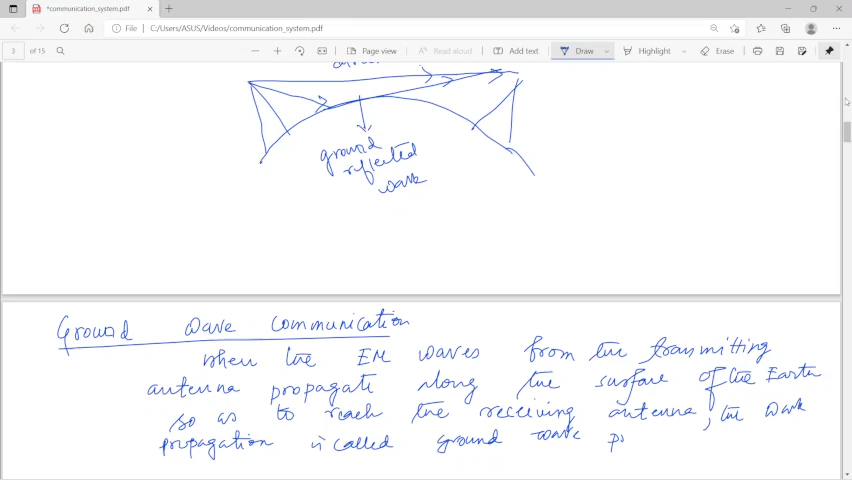 *communication_system.pdf
File C:/Users/ASUS/Videos/communication_system.pdf
3 of 15 Page view Read aloud Add text Draw Highlight Erase
ground
reflected
wave
Ground wave communication
when the EM waves from the transmitting
antenna propagate along the surface of the Earth
so as to reach the receiving antenna, the wave
propagation is called ground wave p